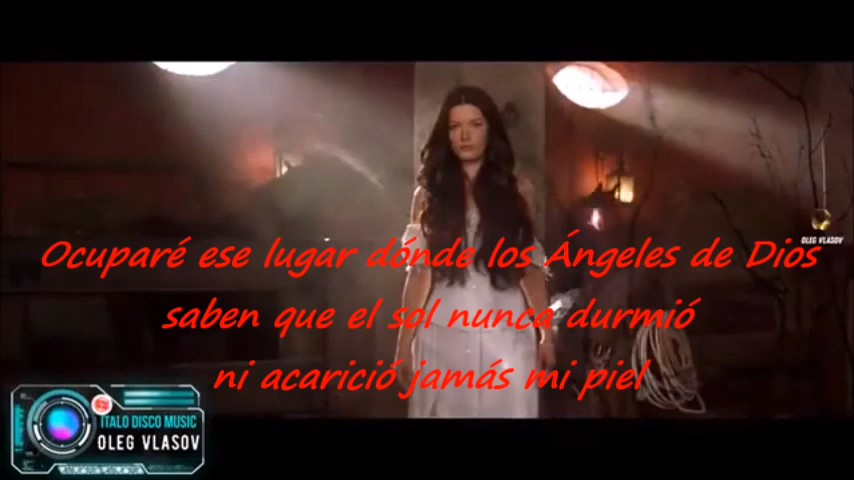 OLEG VLASOV
Ocuparé ese lugar dónde los Ángeles de Dios
saben que el sol nunca durmió
ni acarició jamás mi piel
ITALO DISCO MUSIC
OLEG VLASOV